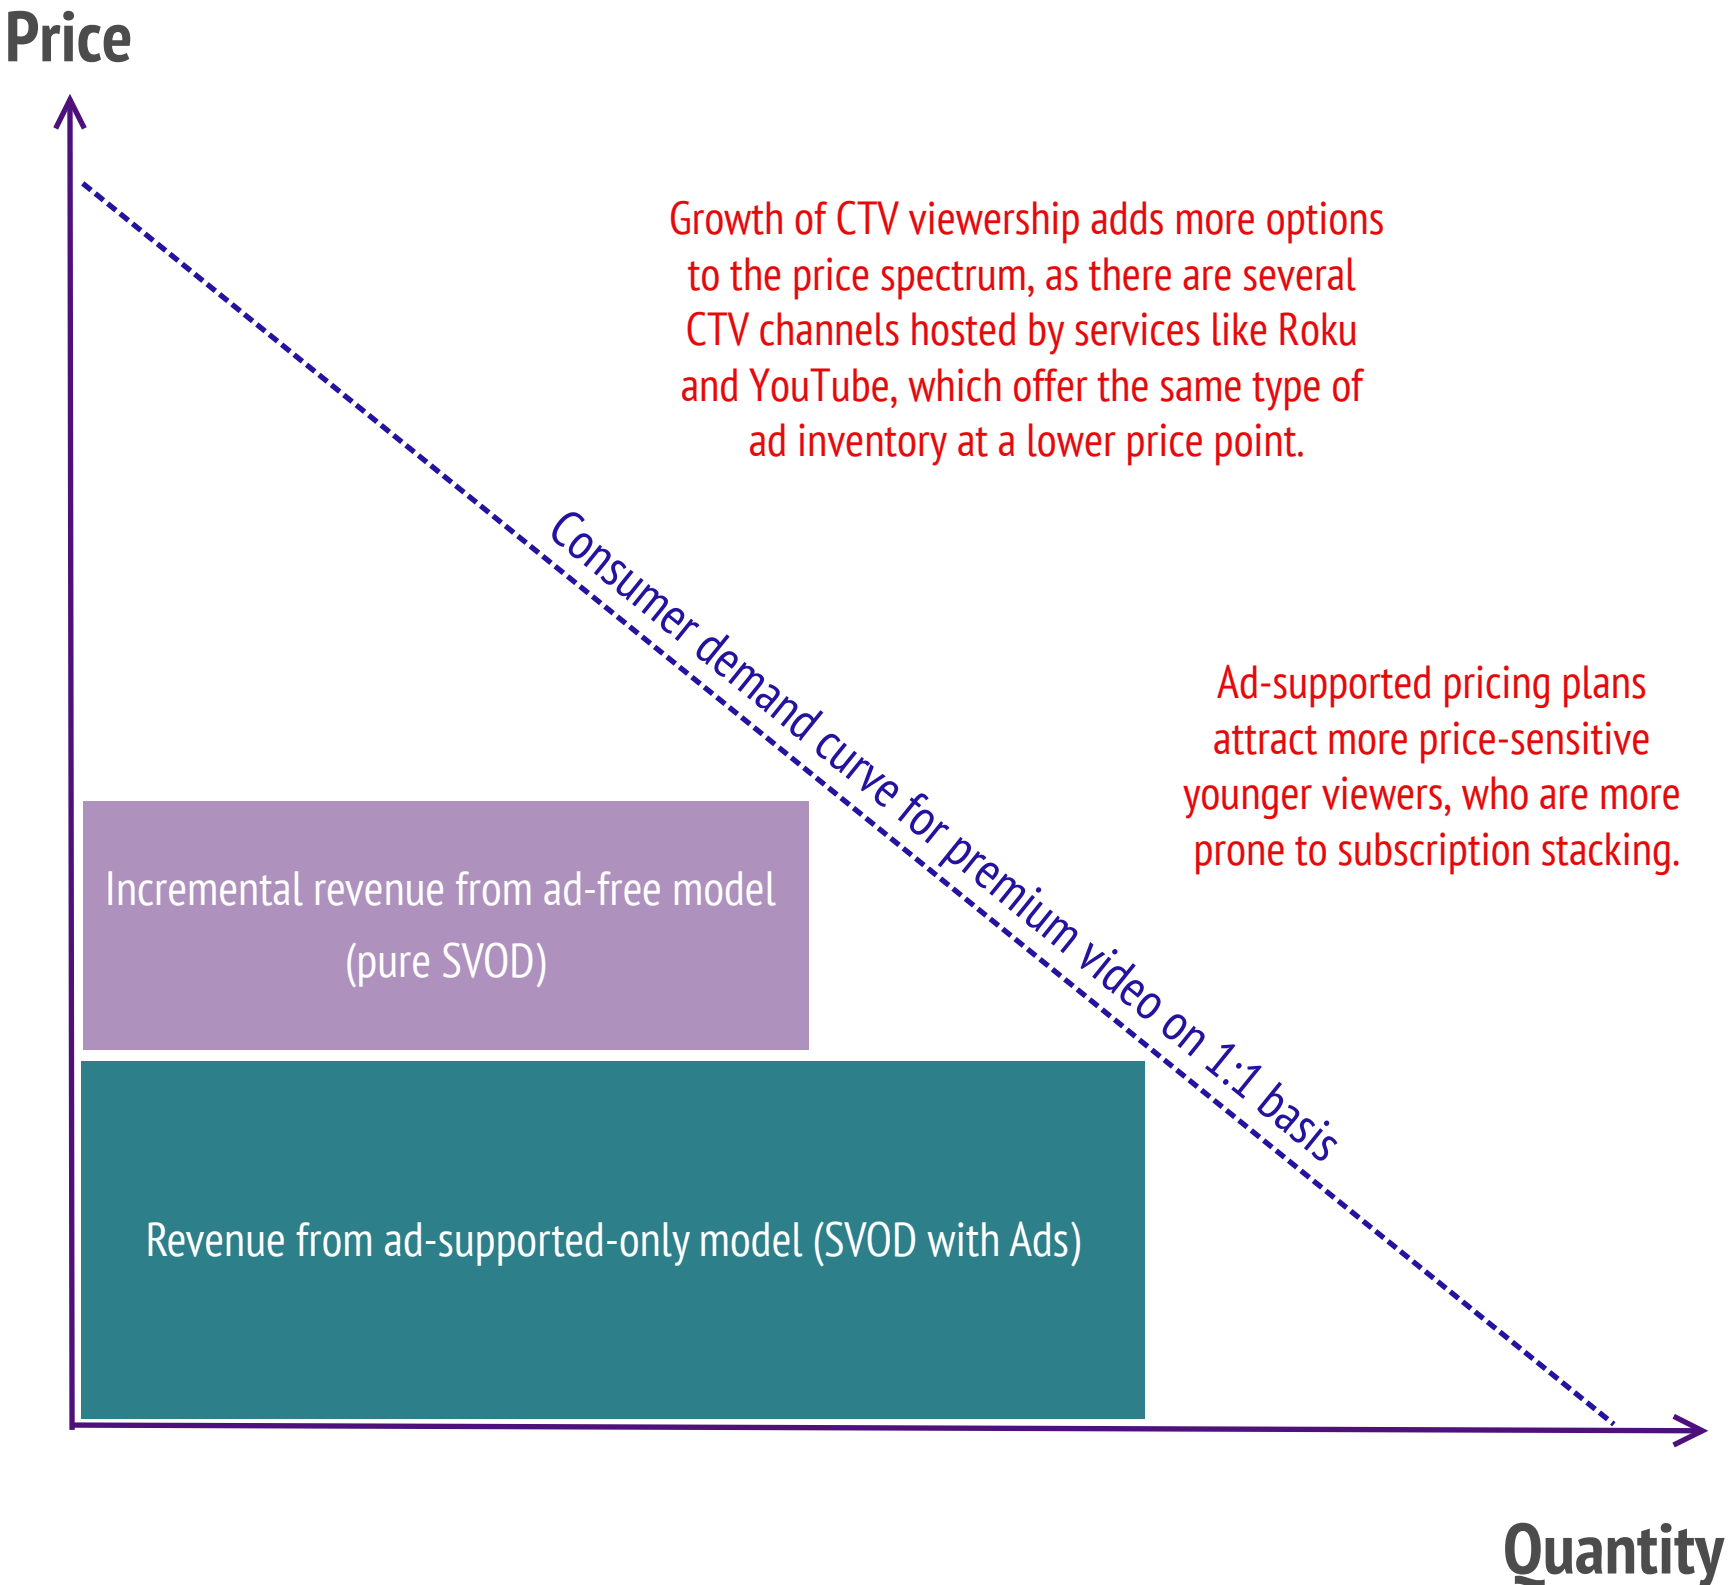 Price
Growth of CTV viewership adds more options
to the price spectrum, as there are several
CTV channels hosted by services like Roku
and YouTube, which offer the same type of
ad inventory at a lower price point.
Consumer demand curve for premium video on 1:1 basis
Ad-supported pricing plans
attract more price-sensitive
younger viewers, who are more
prone to subscription stacking.
Incremental revenue from ad-free model
(pure SVOD)
Revenue from ad-supported-only model (SVOD with Ads)
Quantity